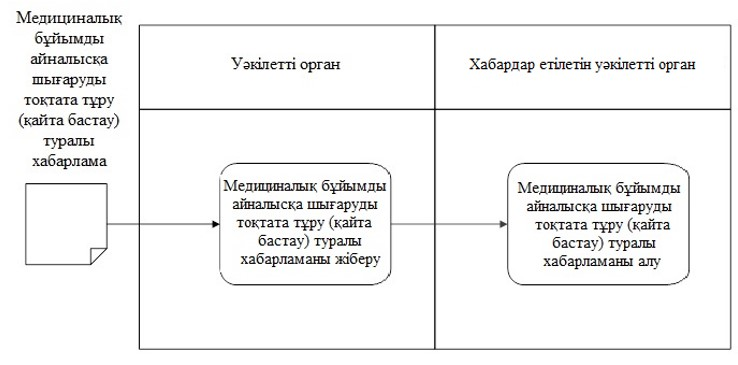 Медициналық
бұйымды
айналысқа
шығаруды
тоқтата тұру
(қайта бастау)
туралы
хабарлама
Уәкілетті орган
Хабардар етілетін уәкілетті орган
Медициналық бұйымды
айналысқа шығаруды
тоқтата тұру (қайта
бастау) туралы
хабарламаны жіберу
Медициналық бұйымды
айналысқа шығаруды
тоқтата тұру (қайта
бастау) туралы
хабарламаны алу